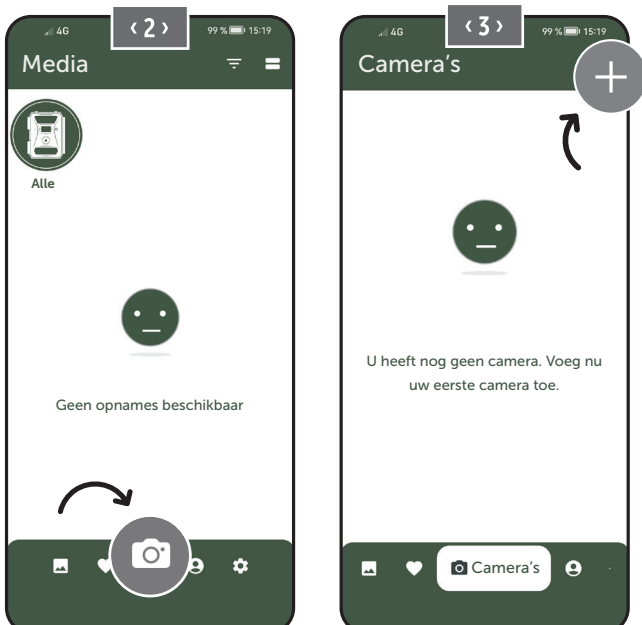 4G
‹ 2 ›
99 % 15:19
Media
Alle
Geen opnames beschikbaar
4G
‹ 3 ›
99 % 15:19
Camera's
U heeft nog geen camera. Voeg nu
uw eerste camera toe.
Camera's